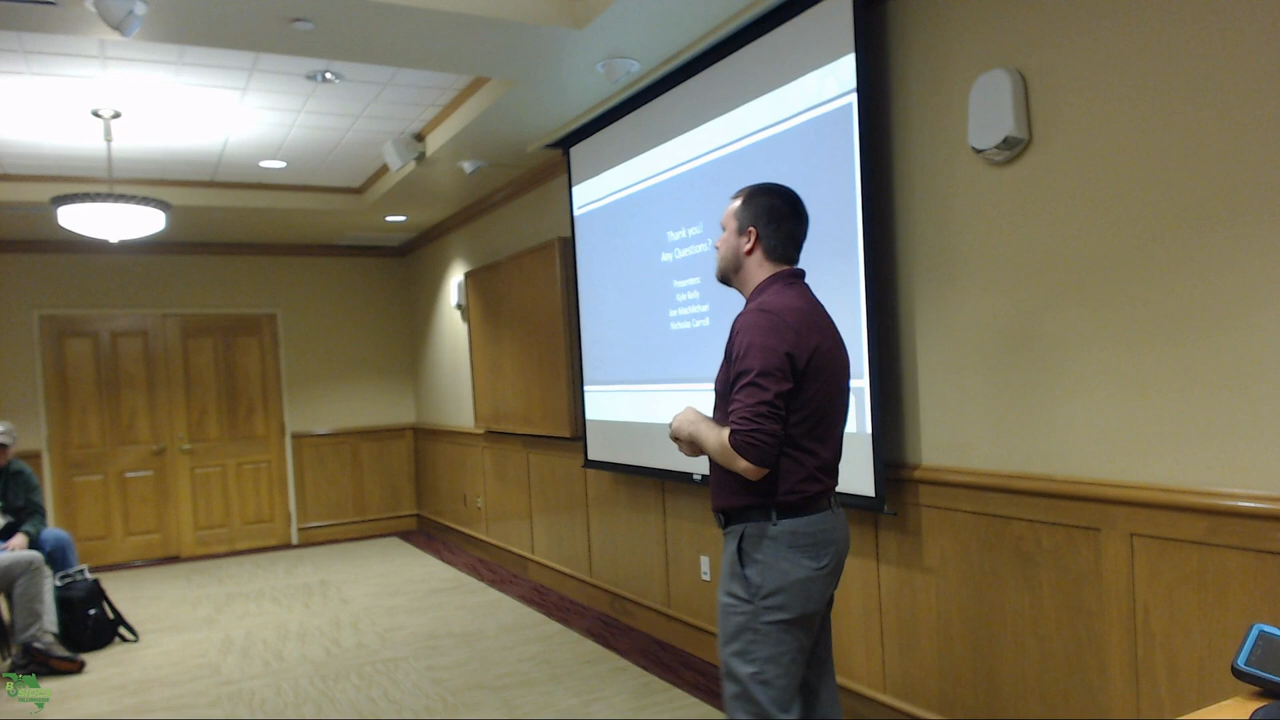 Thank you!
Any Questions?
Presenters:
Kyle Kelly
Joe MacMichael
Nicholas Carroll